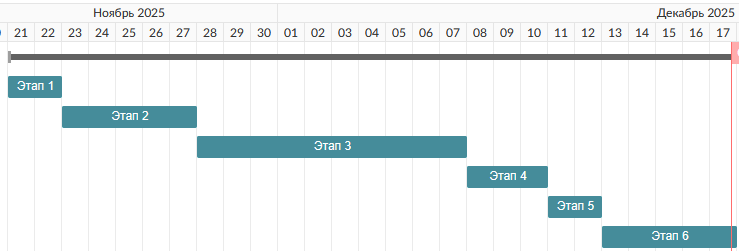 Ноябрь 2025 Декабрь 2025
21 22 23 24 25 26 27 28 29 30 01 02 03 04 05 06 07 08 09 10 11 12 13 14 15 16 17
Этап 1
Этап 2
Этап 3
Этап 4
Этап 5
Этап 6